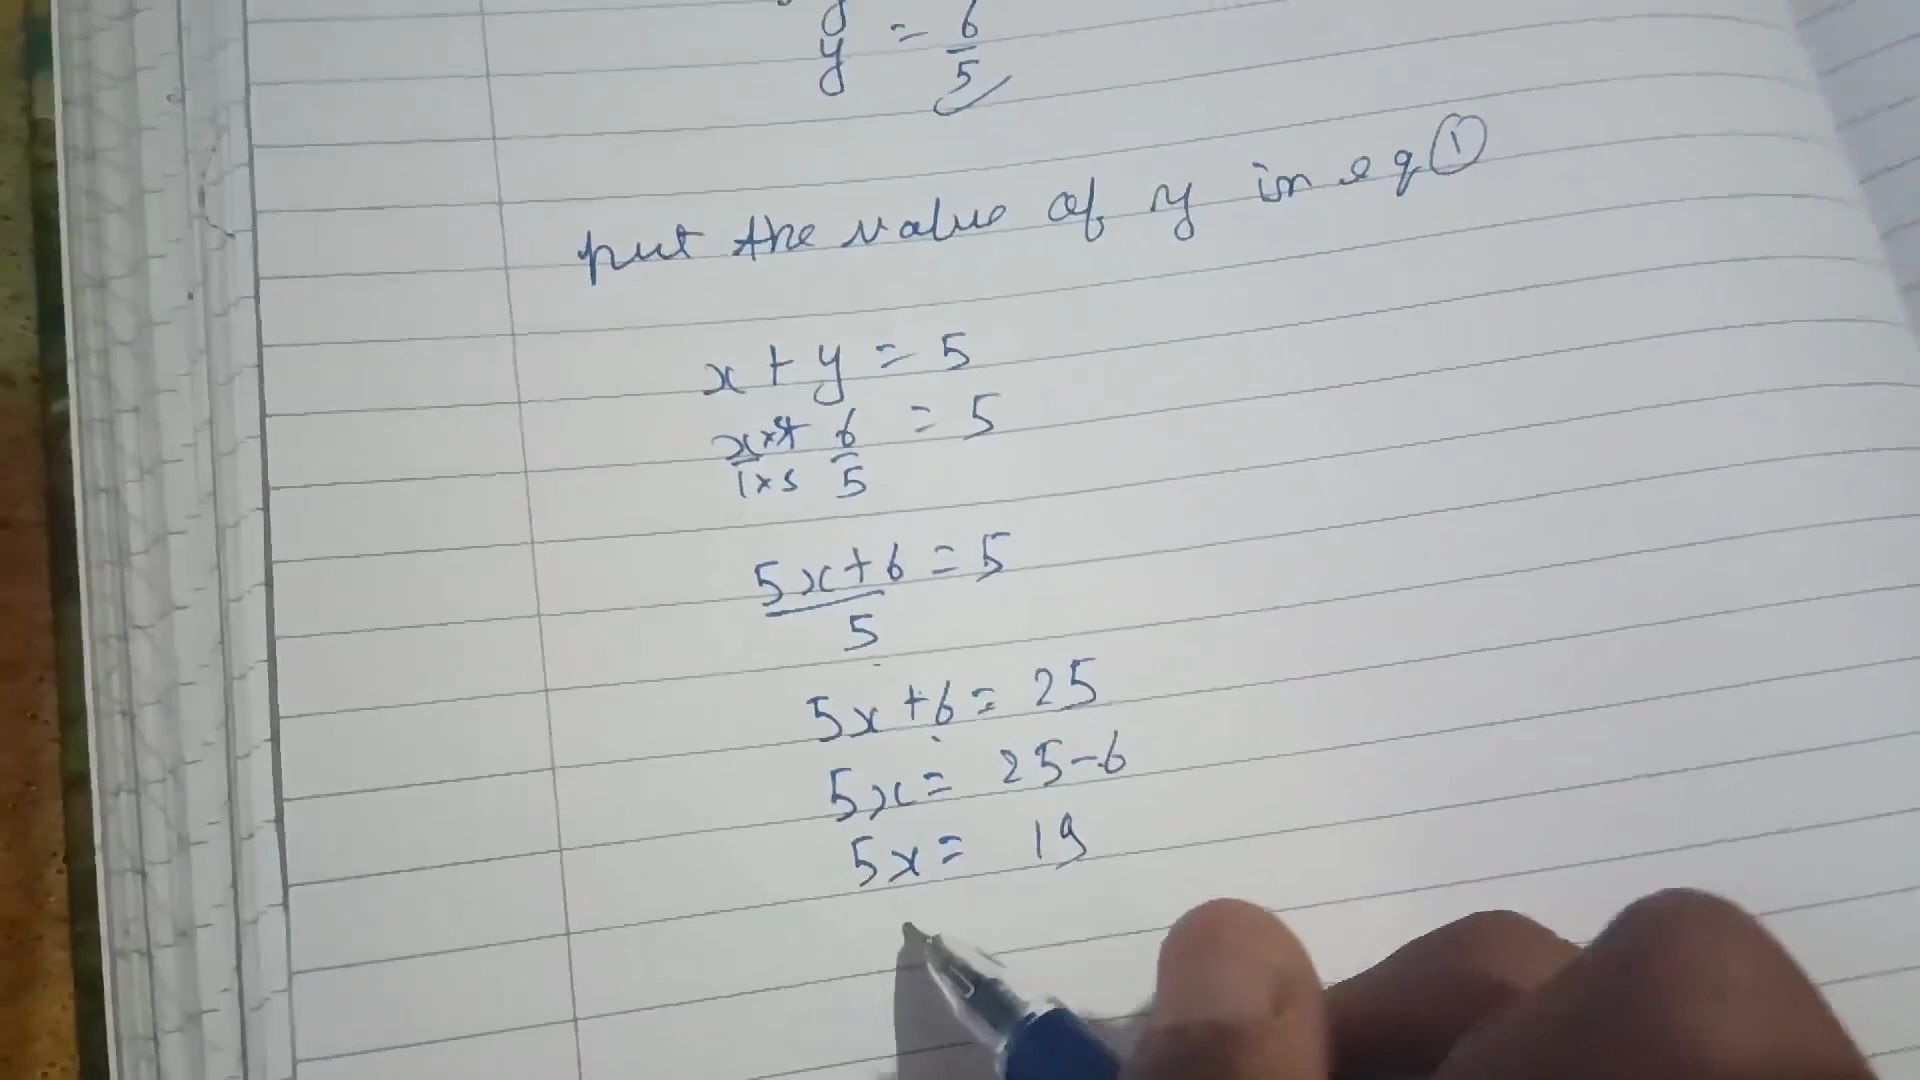 y = 6/5
put the value of y in eq ①
x + y = 5
x×5/1×5 + 6/5 = 5
5x+6/5 = 5
5x+6 = 25
5x = 25-6
5x = 19